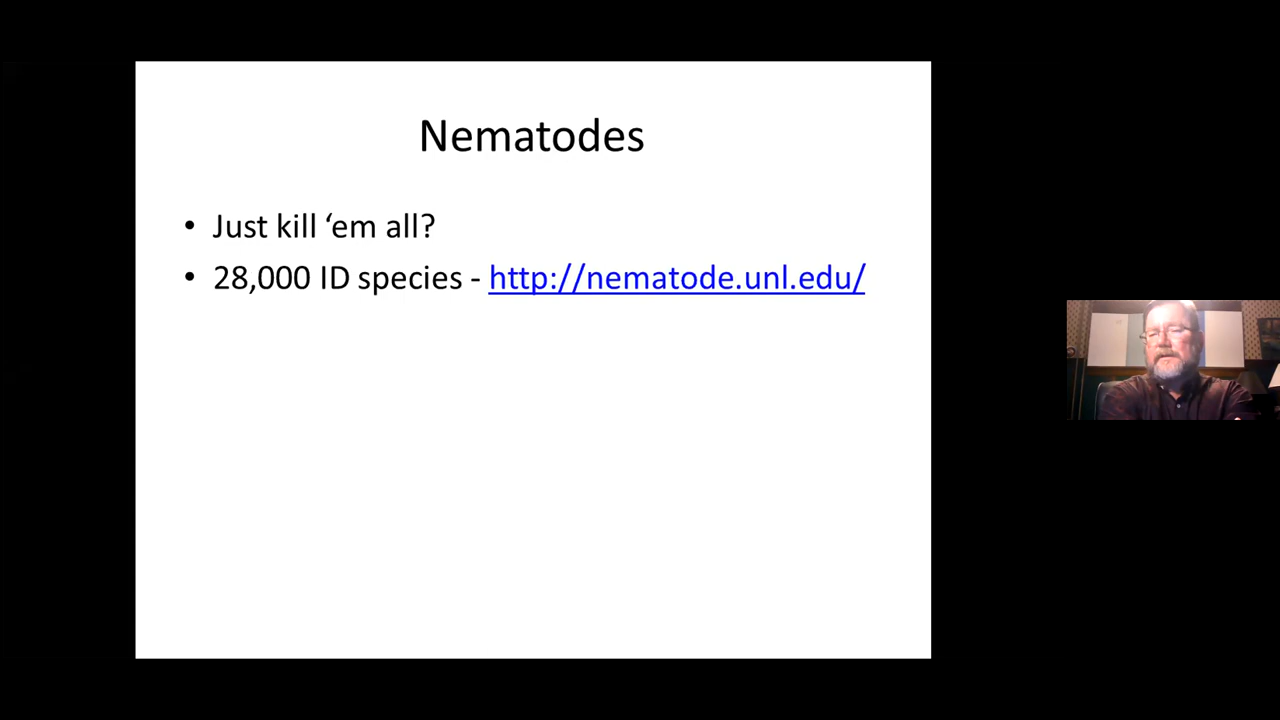 Nematodes
• Just kill ‘em all?
• 28,000 ID species - http://nematode.unl.edu/